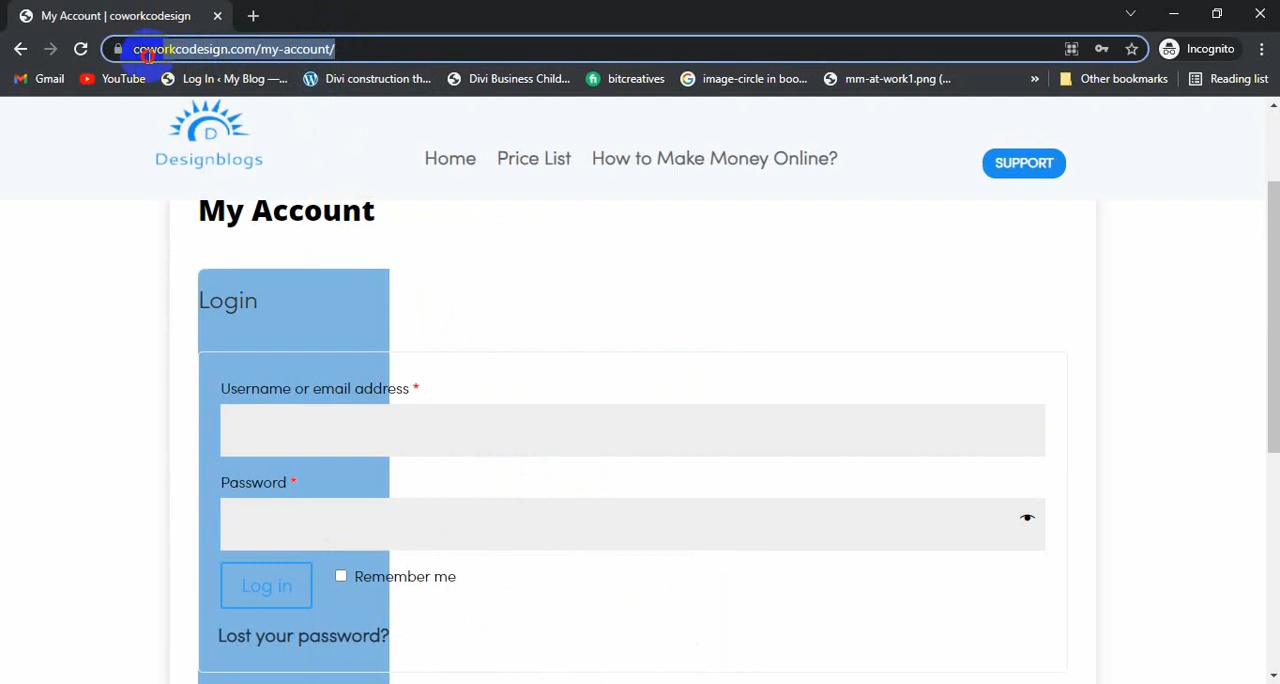 My Account | coworkcodesign
coworkcodesign.com/my-account/
Incognito
Gmail
YouTube
Log In ‹ My Blog —...
Divi construction th...
Divi Business Child...
bitcreatives
image-circle in boo...
mm-at-work1.png (...
»
Other bookmarks
Reading list
D
Designblogs
Home
Price List
How to Make Money Online?
SUPPORT
My Account
Login
Username or email address *
Password *
Log in
Remember me
Lost your password?